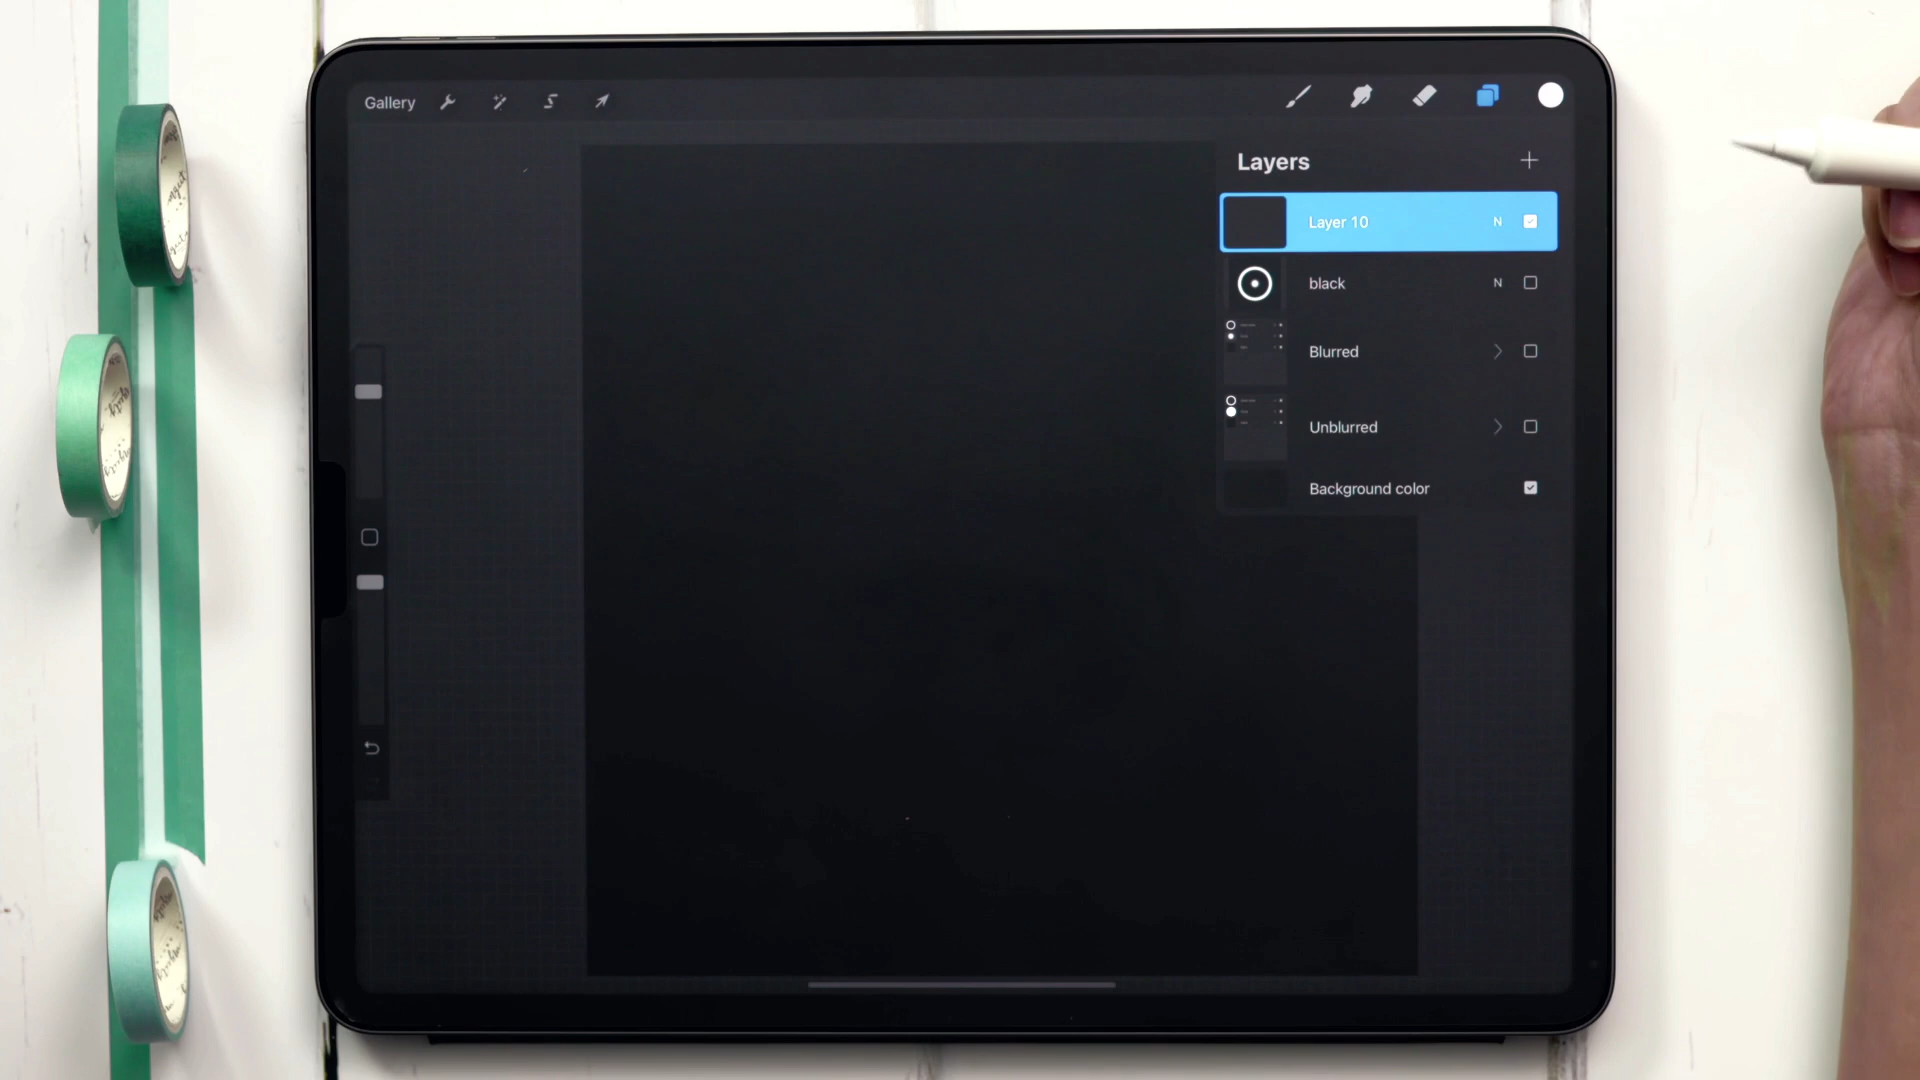 Gallery
Layers
Layer 10 N
black N
Blurred
Unblurred
Background color